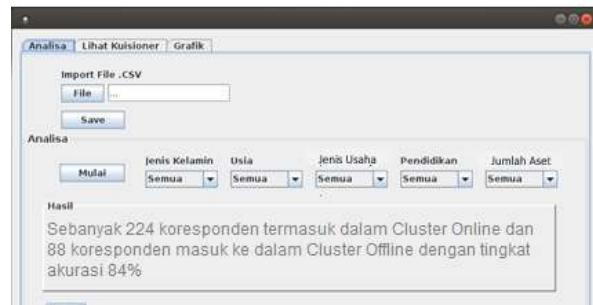 Analisa Lihat Kuisioner Grafik
Import File .CSV
File ...
Save
Analisa
Jenis Kelamin Usia Jenis Usaha Pendidikan Jumlah Aset
Mulai Semua Semua Semua Semua Semua
Hasil
Sebanyak 224 koresponden termasuk dalam Cluster Online dan
88 koresponden masuk ke dalam Cluster Offline dengan tingkat
akurasi 84%